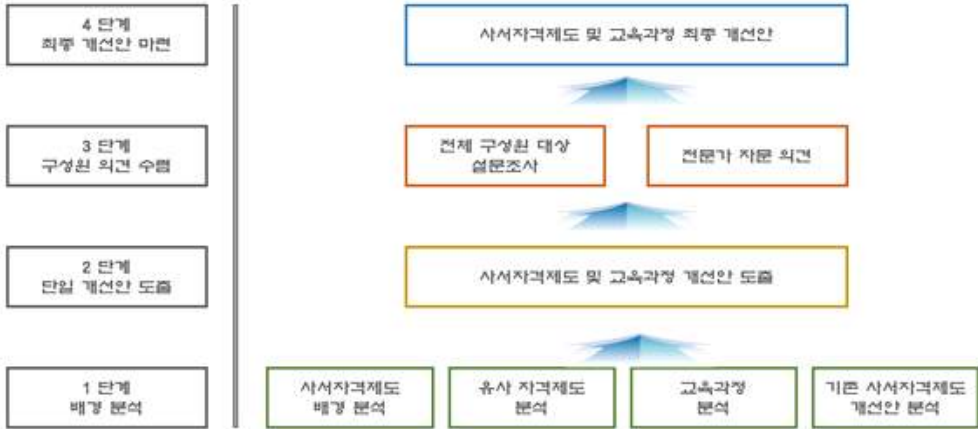 4 단계
최종 개선안 마련
사서자격제도 및 교육과정 최종 개선안
3 단계
구성원 의견 수렴
전체 구성원 대상
설문조사
전문가 자문 의견
2 단계
단일 개선안 도출
사서자격제도 및 교육과정 개선안 도출
1 단계
배경 분석
사서자격제도
배경 분석
유사 자격제도
분석
교육과정
분석
기존 사서자격제도
개선안 분석